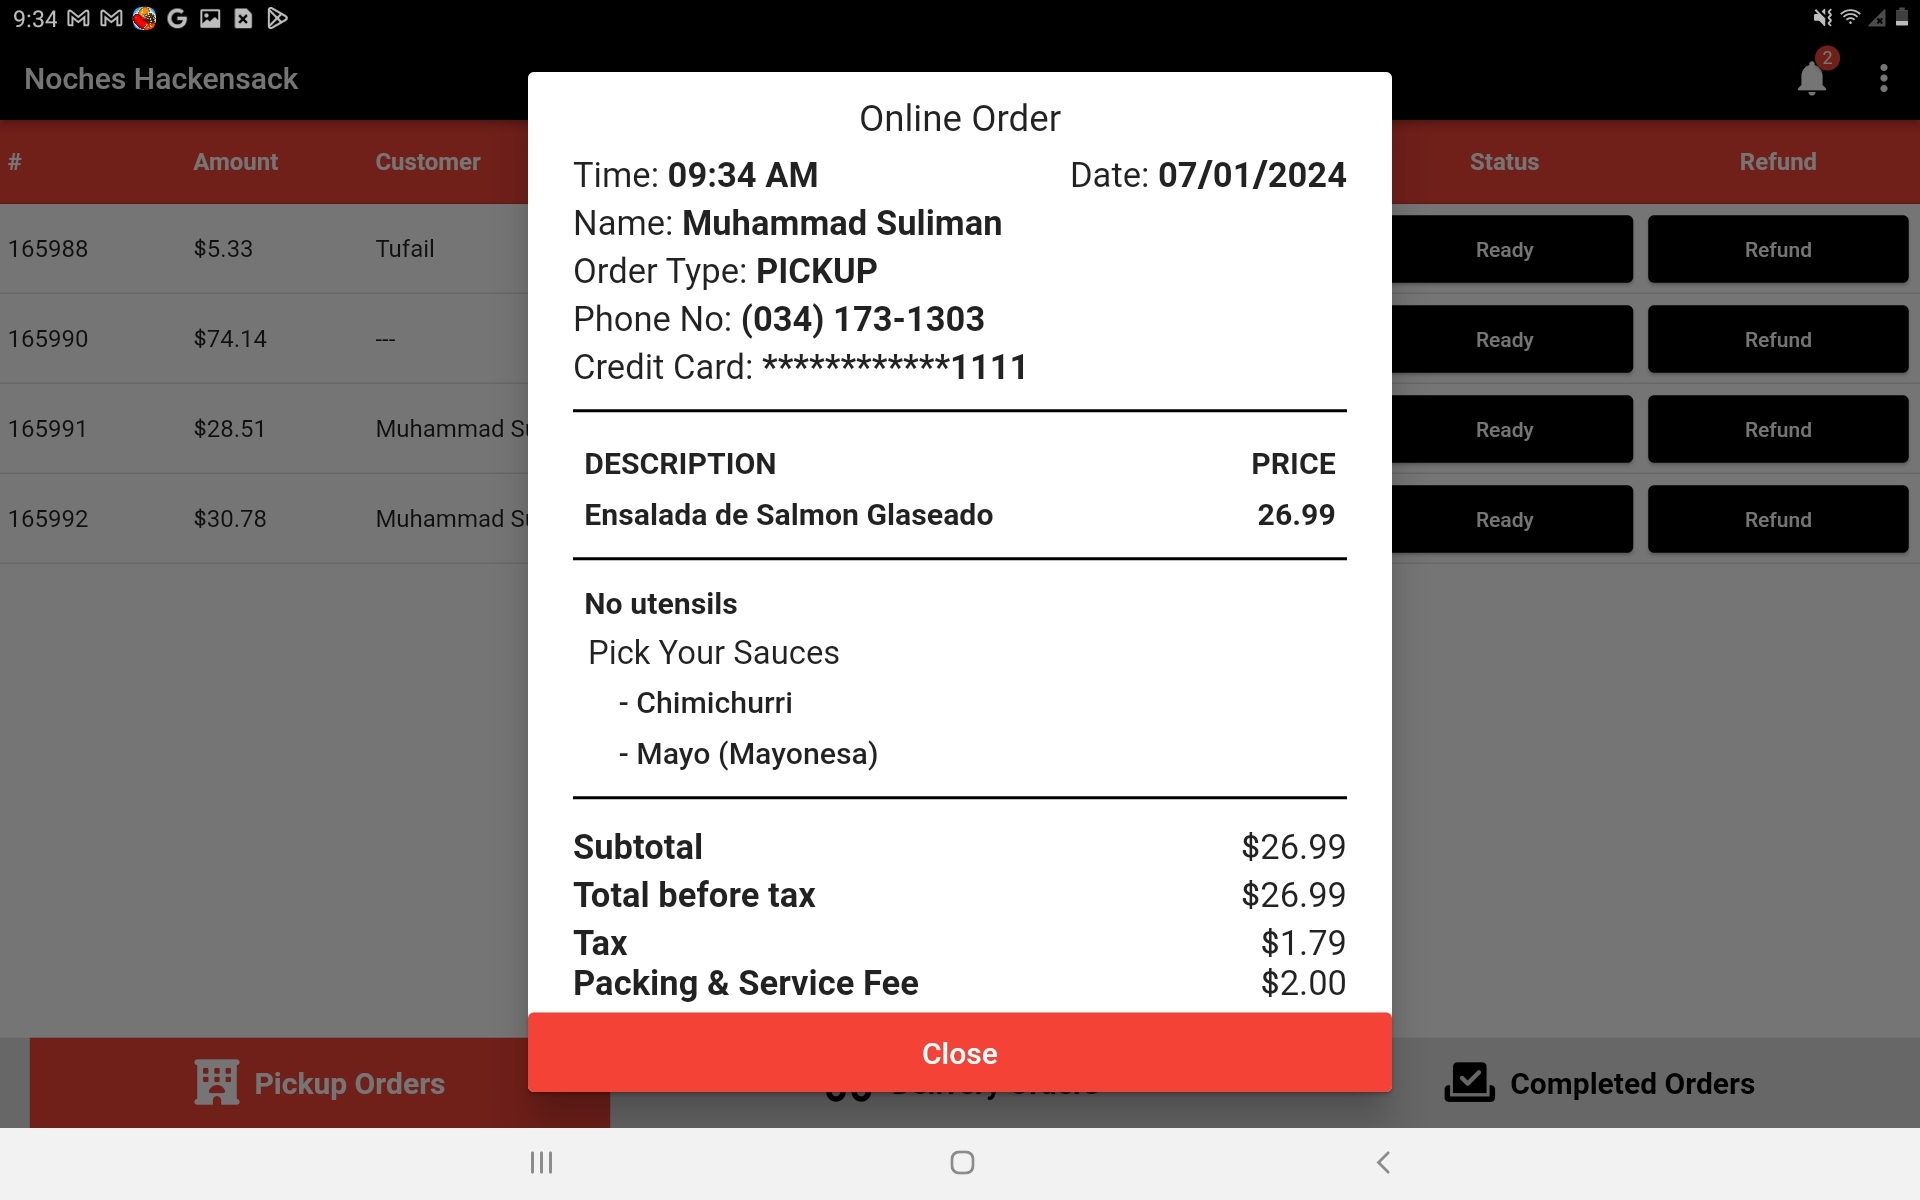 9:34
Noches Hackensack
2
# Amount Customer Status Refund
165988 $5.33 Tufail Ready Refund
165990 $74.14 --- Ready Refund
165991 $28.51 Muhammad Ready Refund
165992 $30.78 Muhammad Ready Refund
Online Order
Time: 09:34 AM Date: 07/01/2024
Name: Muhammad Suliman
Order Type: PICKUP
Phone No: (034) 173-1303
Credit Card: ************1111
DESCRIPTION PRICE
Ensalada de Salmon Glaseado 26.99
No utensils
Pick Your Sauces
- Chimichurri
- Mayo (Mayonesa)
Subtotal $26.99
Total before tax $26.99
Tax $1.79
Packing & Service Fee $2.00
Close
Pickup Orders Completed Orders